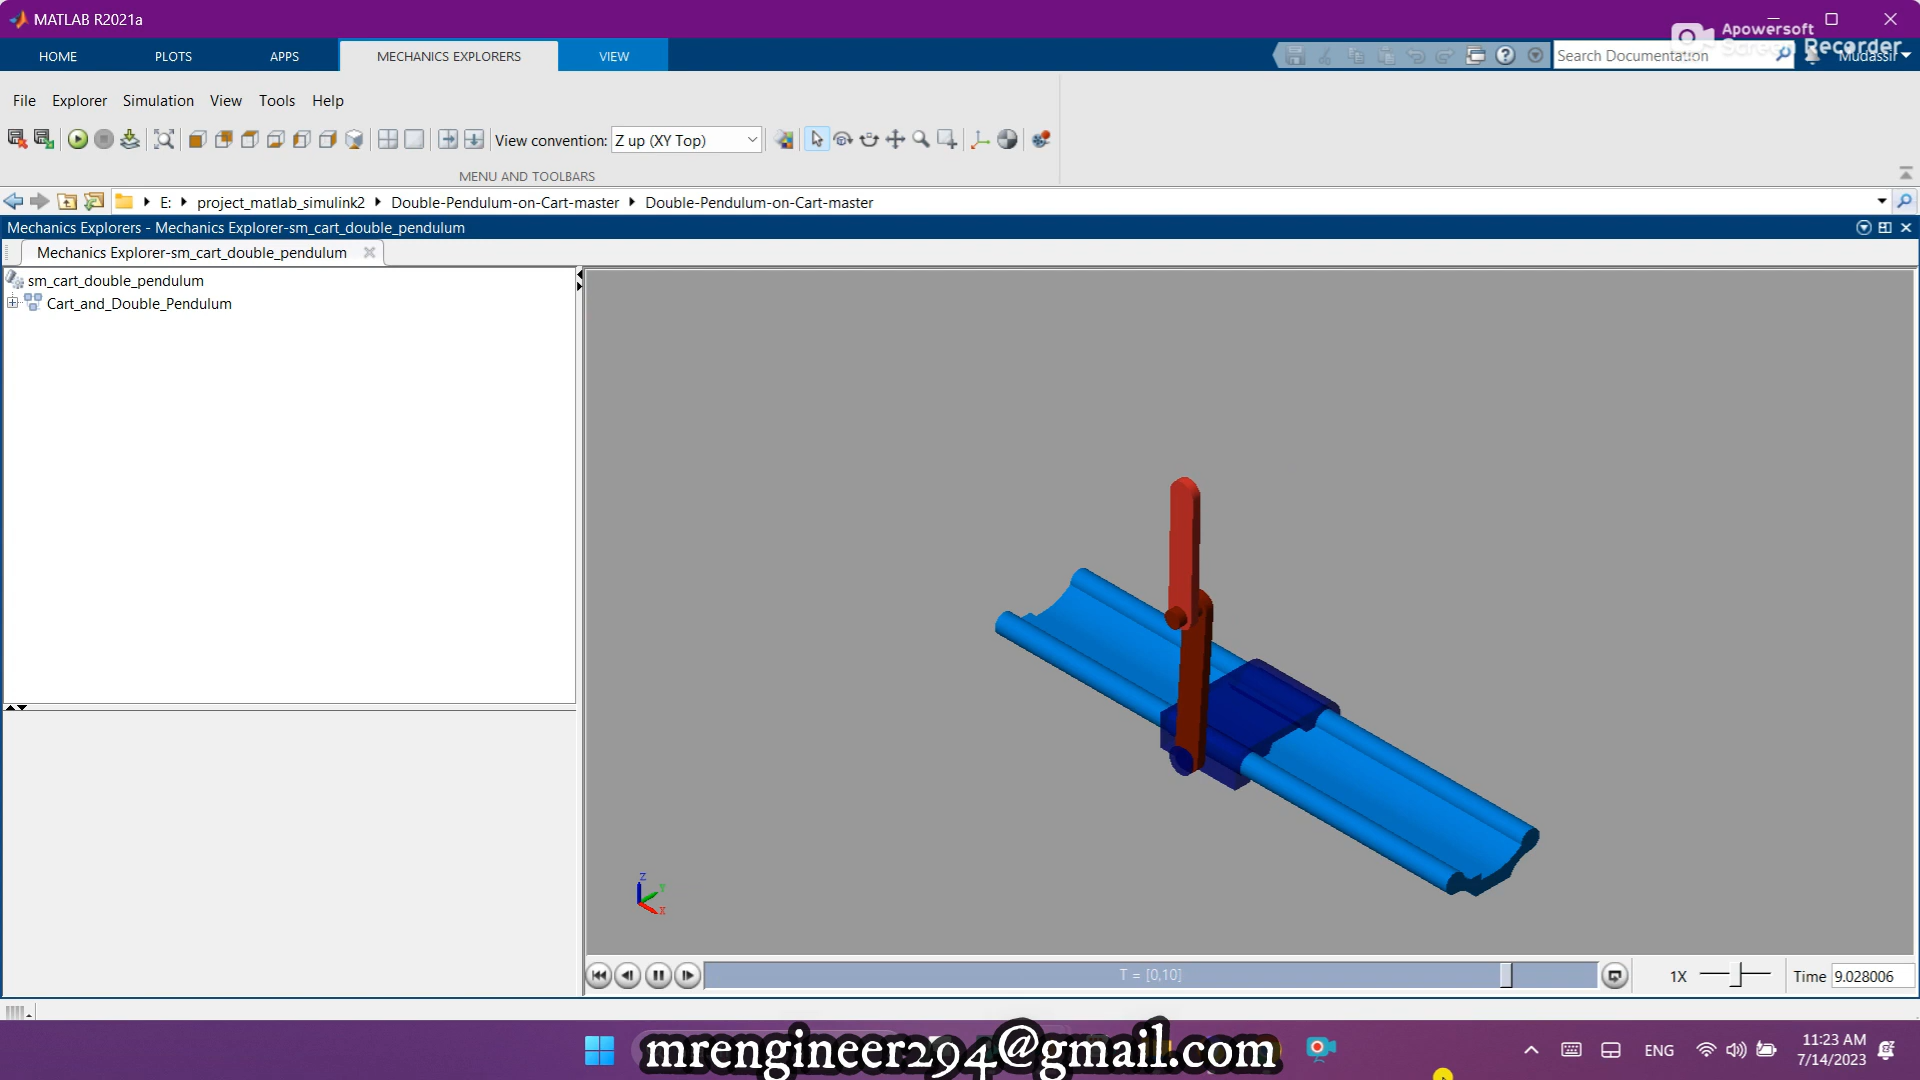 MATLAB R2021a
Apowersoft
Screen Recorder
HOME PLOTS APPS MECHANICS EXPLORERS VIEW
Search Documentation
Mudassir
File Explorer Simulation View Tools Help
View convention: Z up (XY Top)
MENU AND TOOLBARS
E: project_matlab_simulink2 Double-Pendulum-on-Cart-master Double-Pendulum-on-Cart-master
Mechanics Explorers - Mechanics Explorer-sm_cart_double_pendulum
Mechanics Explorer-sm_cart_double_pendulum
sm_cart_double_pendulum
Cart_and_Double_Pendulum
Z
Y
X
T = [0,10]
1X
Time 9.028006
mrengineer294@gmail.com
ENG
11:23 AM
7/14/2023